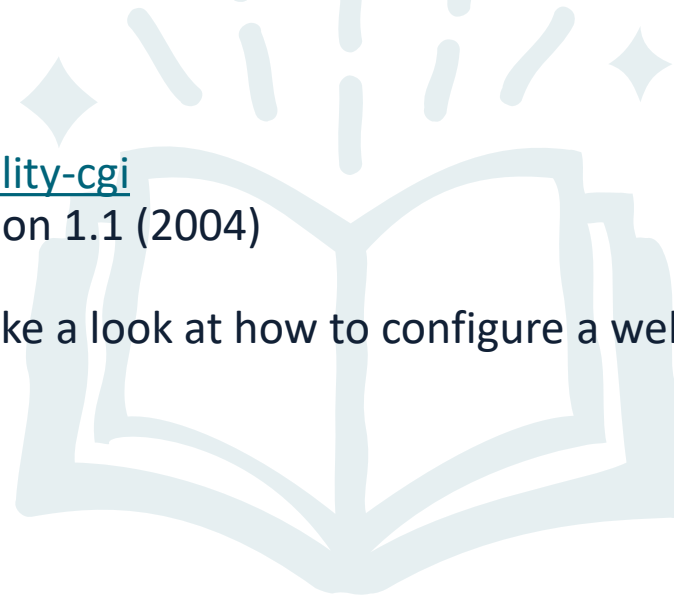 lity-cgi
on 1.1 (2004)
ke a look at how to configure a wel